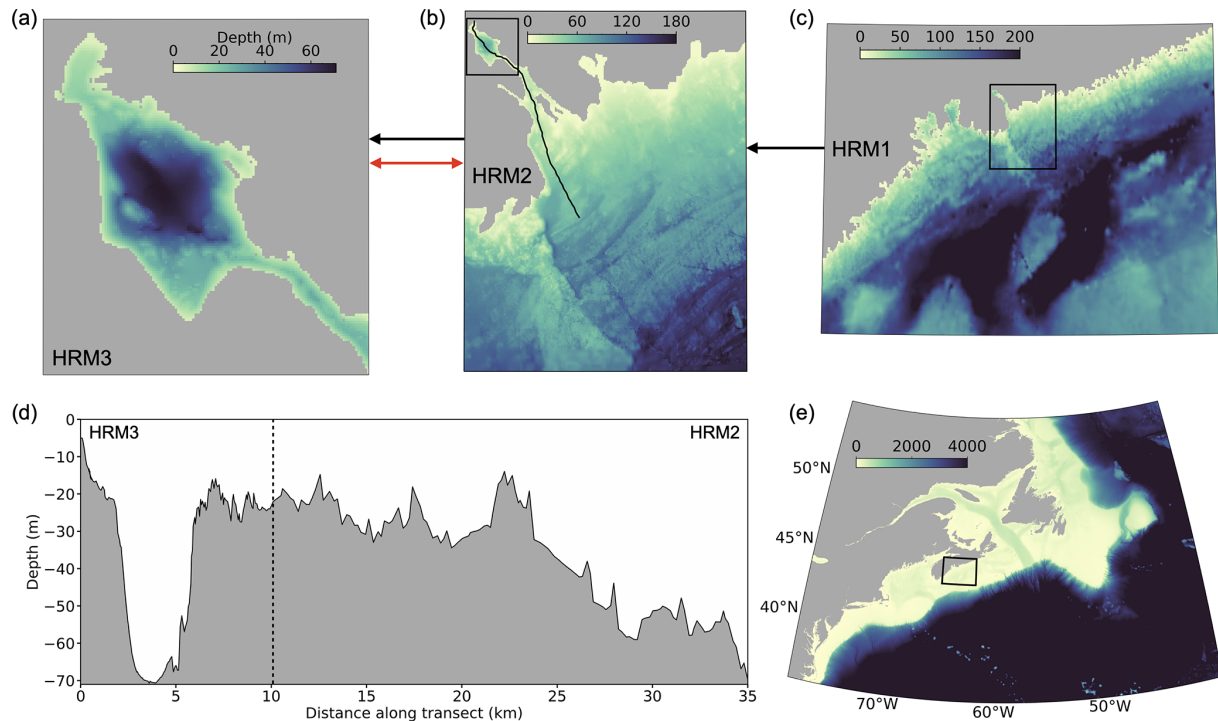 (a)
Depth (m)
0 20 40 60
HRM3
(b)
0 60 120 180
HRM2
(c)
0 50 100 150 200
HRM1
(d)
HRM3
HRM2
0
−10
−20
−30
−40
−50
−60
−70
Depth (m)
0 5 10 15 20 25 30 35
Distance along transect (km)
(e)
0 2000 4000
50°N
45°N
40°N
70°W
60°W
50°W